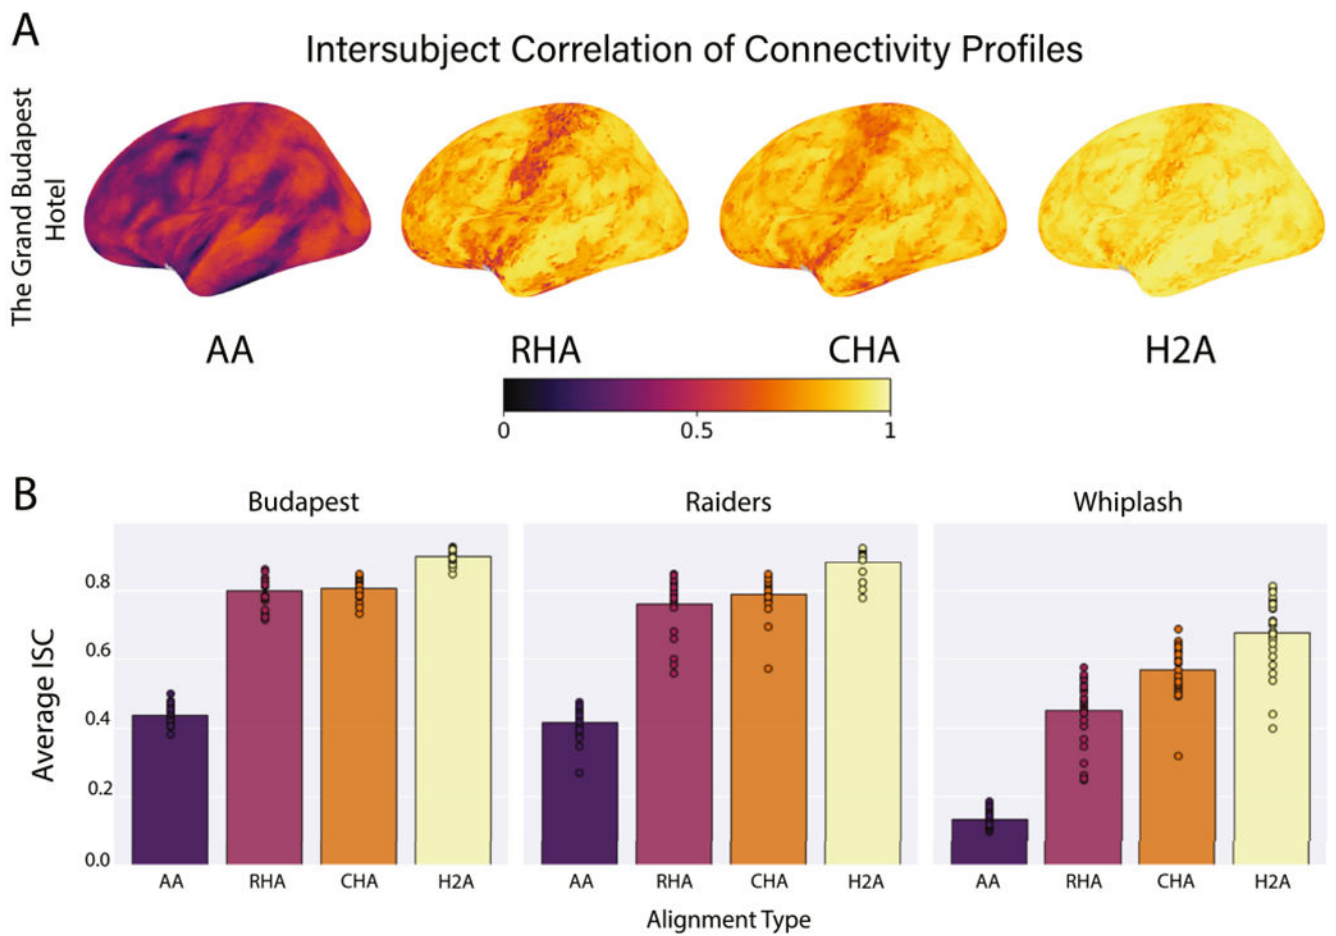 A
Intersubject Correlation of Connectivity Profiles
The Grand Budapest
Hotel
AA RHA CHA H2A
0 0.5 1
B
Budapest Raiders Whiplash
Average ISC
0.8
0.6
0.4
0.2
0.0
AA RHA CHA H2A AA RHA CHA H2A AA RHA CHA H2A
Alignment Type